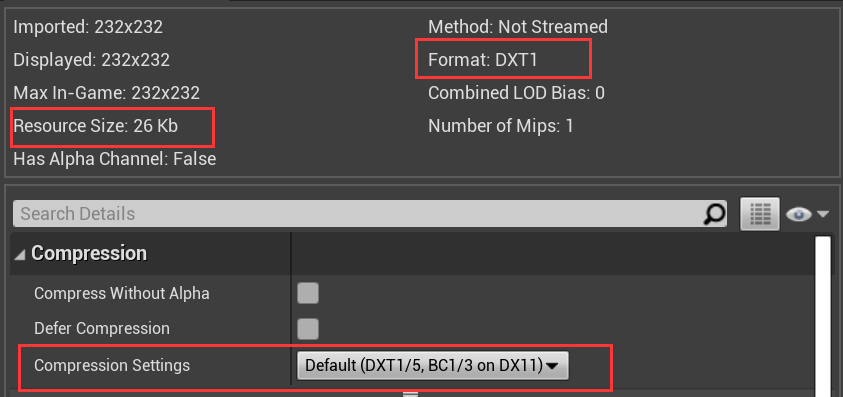 Imported: 232x232
Method: Not Streamed
Displayed: 232x232
Format: DXT1
Max In-Game: 232x232
Combined LOD Bias: 0
Resource Size: 26 Kb
Number of Mips: 1
Has Alpha Channel: False
Search Details
Compression
Compress Without Alpha
Defer Compression
Compression Settings
Default (DXT1/5, BC1/3 on DX11)